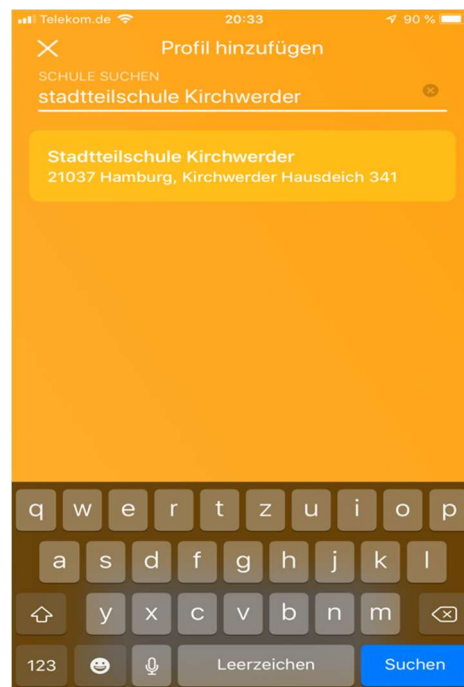 Telekom.de 20:33 90 %
Profil hinzufügen
SCHULE SUCHEN
stadtteilschule Kirchwerder
Stadtteilschule Kirchwerder
21037 Hamburg, Kirchwerder Hausdeich 341
q w e r t z u i o p
a s d f g h j k l
y x c v b n m
123 Leerzeichen Suchen